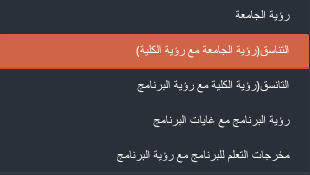 رؤية الجامعة
التناسق(رؤية الجامعة مع رؤية الكلية)
التانسق(رؤية الكلية مع رؤية البرنامج
رؤية البرنامج مع غايات البرنامج
مخرجات التعلم للبرنامج مع رؤية البرنامج